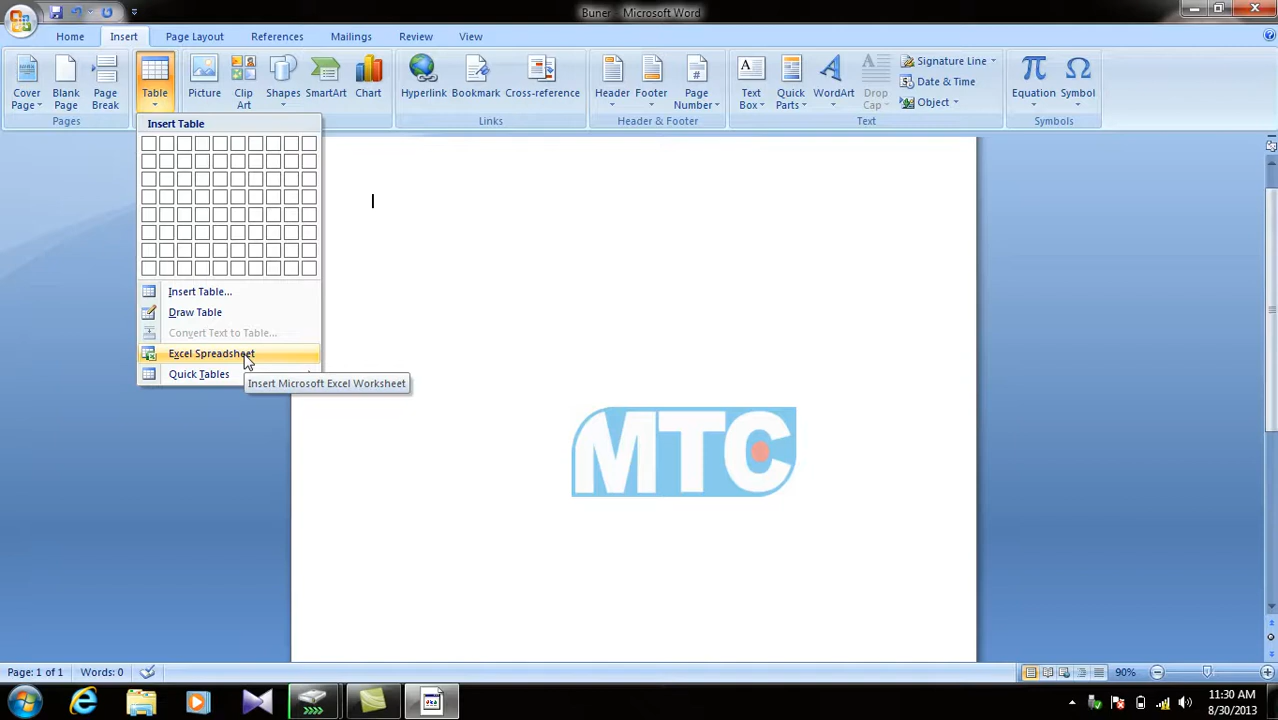 Buner - Microsoft Word
Home Insert Page Layout References Mailings Review View
Cover Page
Blank Page
Page Break
Table
Picture
Clip Art
Shapes
SmartArt
Chart
Hyperlink
Bookmark
Cross-reference
Header
Footer
Page Number
Text Box
Quick Parts
WordArt
Drop Cap
Signature Line
Date & Time
Object
Equation
Symbol
Pages Links Header & Footer Text Symbols
Insert Table
Insert Table...
Draw Table
Convert Text to Table...
Excel Spreadsheet
Quick Tables
Insert Microsoft Excel Worksheet
MTC
Page: 1 of 1 Words: 0 90%
11:30 AM
8/30/2013